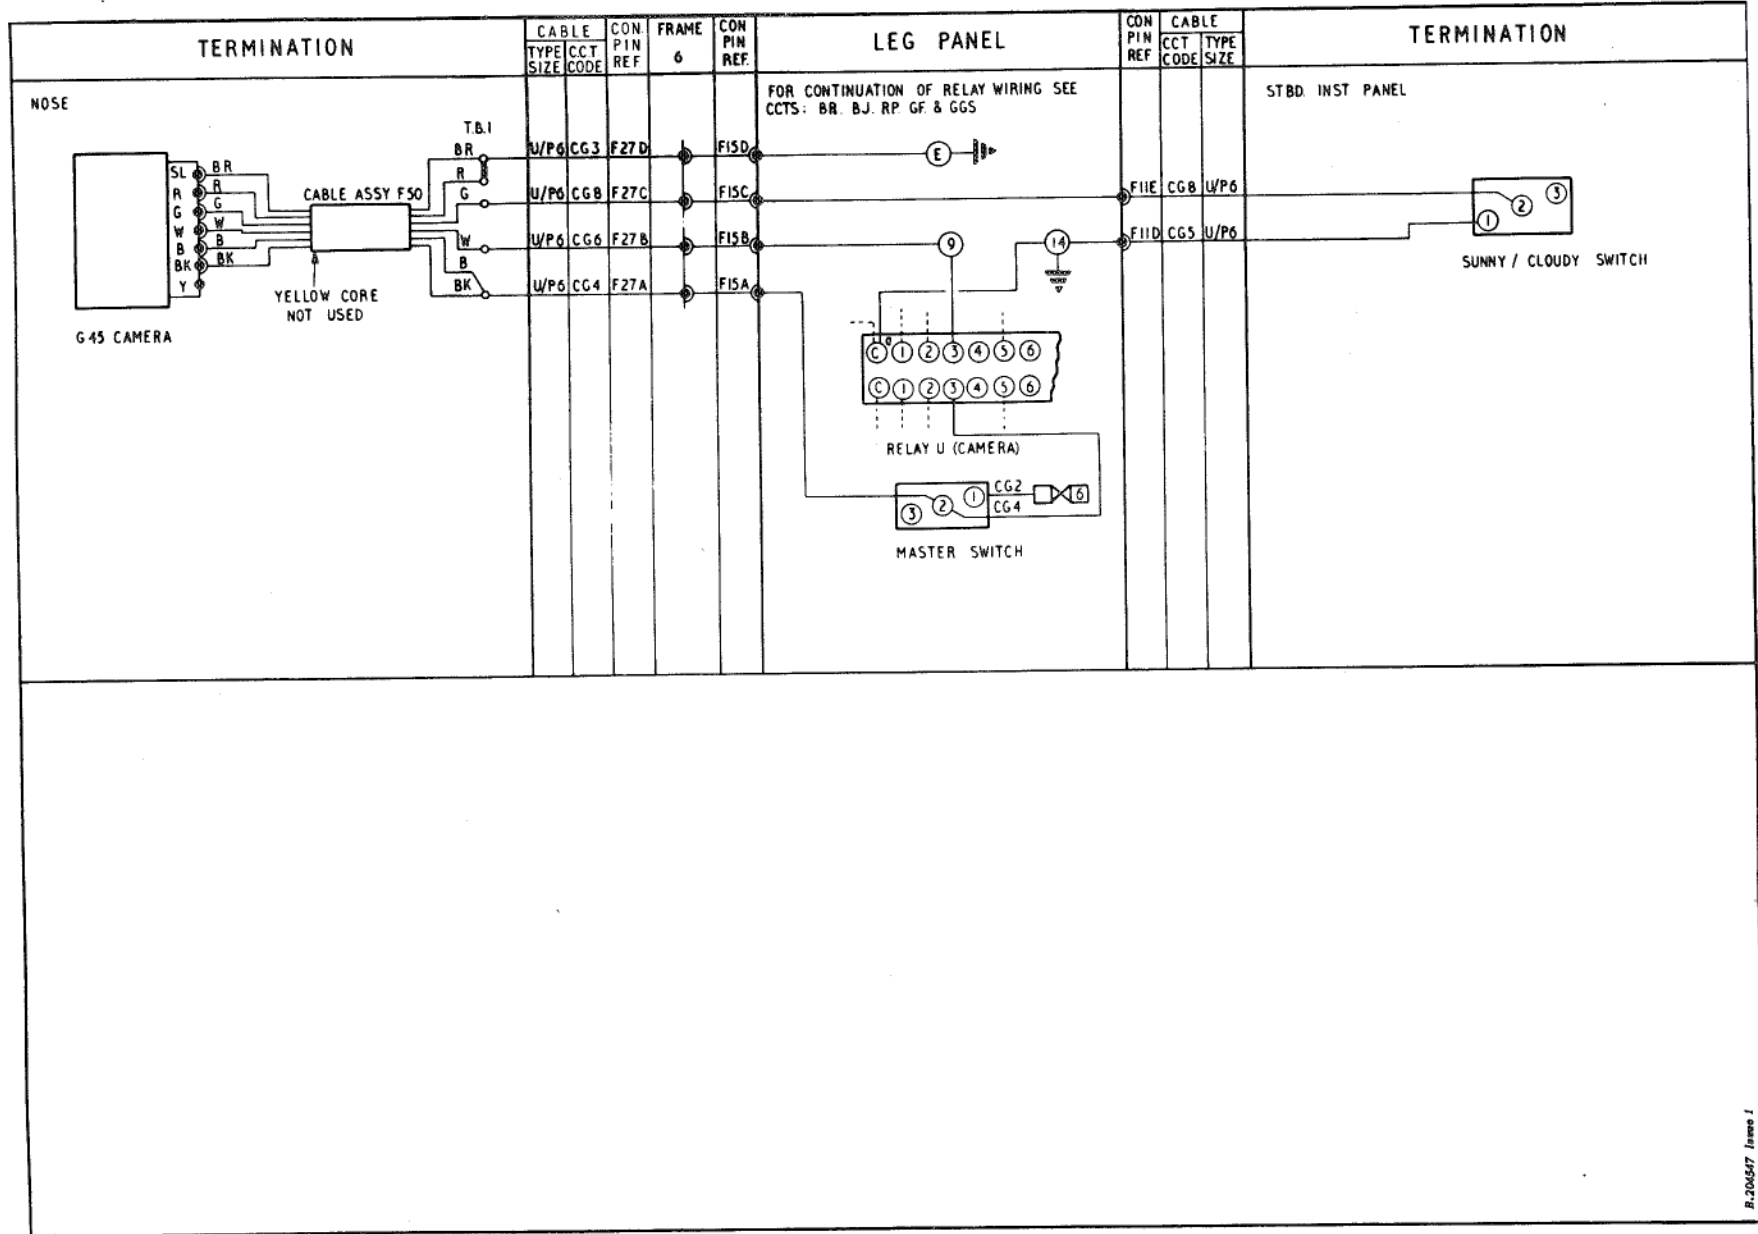 TERMINATION
CABLE
TYPE SIZE
CCT CODE
CON. PIN REF
FRAME 6
CON PIN REF.
LEG PANEL
CON PIN REF
CABLE
CCT CODE
TYPE SIZE
TERMINATION
NOSE
FOR CONTINUATION OF RELAY WIRING SEE
CCTS: BR. BJ. RP. GF. & GGS
STBD. INST PANEL
T.B.1
BR U/P6 CG3 F27D F15D E
R
SL BR
R R
G G
W W
B B
BK BK
Y
CABLE ASSY F50
G U/P6 CG8 F27C F15C F11E CG8 U/P6
W U/P6 CG6 F27B F15B 9 14 F11D CG5 U/P6
B
BK U/P6 CG4 F27A F15A
1 2 3
SUNNY / CLOUDY SWITCH
YELLOW CORE
NOT USED
G45 CAMERA
C 1 2 3 4 5 6
C 1 2 3 4 5 6
RELAY U (CAMERA)
3 2 1 CG2 6
CG4
MASTER SWITCH
B.204547 Issue 1